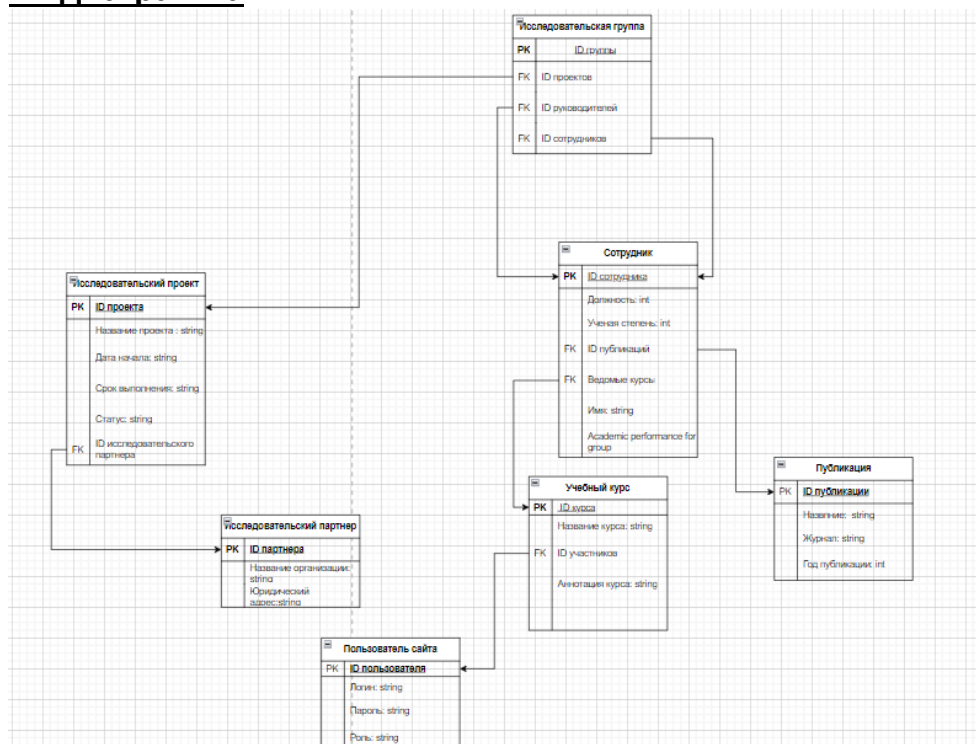 Исследовательская группа
PK ID группы
FK ID проектов
FK ID руководителей
FK ID сотрудников
Сотрудник
PK ID сотрудника
Должность: int
Ученая степень: int
FK ID публикаций
FK Ведомые курсы
Имя: string
Academic performance for
group
Исследовательский проект
PK ID проекта
Название проекта : string
Дата начала: string
Срок выполнения: string
Статус: string
FK ID исследовательского
партнера
Публикация
PK ID публикации
string
Журнал: string
Год публикации: int
Учебный курс
PK ID курса
Название курса: string
FK ID участников
Аннотация курса: string
Исследовательский партнер
PK ID партнера
Название организации:
string
Юридический
адрес:string
Пользователь сайта
PK ID пользователя
Логин: string
Пароль: string
Роль: string